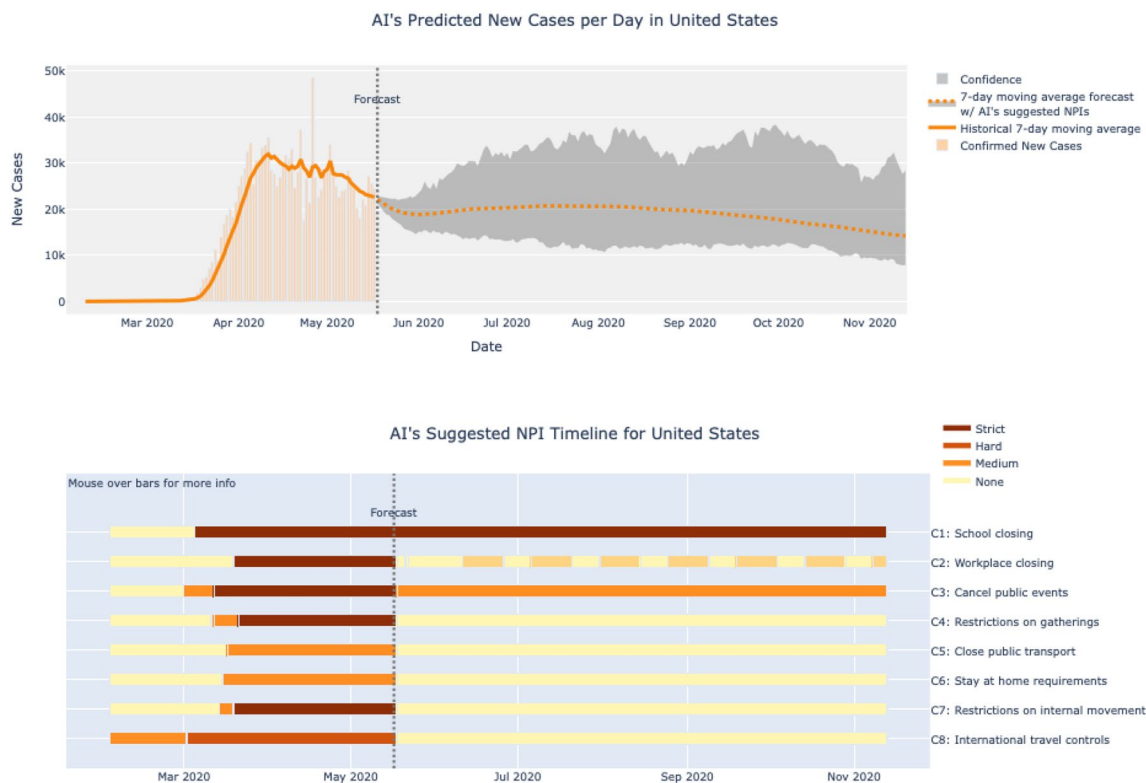 AI's Predicted New Cases per Day in United States
50k
40k
30k
20k
10k
0
New Cases
Forecast
Mar 2020
Apr 2020
May 2020
Jun 2020
Jul 2020
Aug 2020
Sep 2020
Oct 2020
Nov 2020
Date
Confidence
7-day moving average forecast
w/ AI's suggested NPIs
Historical 7-day moving average
Confirmed New Cases
AI's Suggested NPI Timeline for United States
Strict
Hard
Medium
None
Mouse over bars for more info
Forecast
C1: School closing
C2: Workplace closing
C3: Cancel public events
C4: Restrictions on gatherings
C5: Close public transport
C6: Stay at home requirements
C7: Restrictions on internal movement
C8: International travel controls
Mar 2020
May 2020
Jul 2020
Sep 2020
Nov 2020